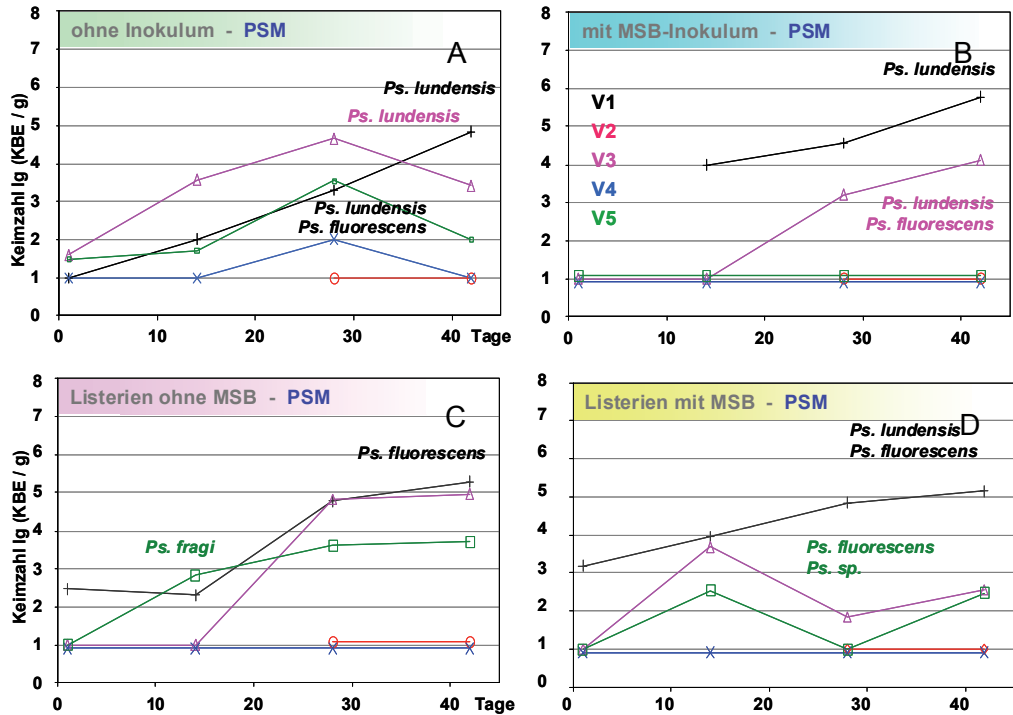 ohne Inokulum - PSM
A
8
7
6
5
4
3
2
1
0
Keimzahl lg (KBE / g)
Ps. lundensis
Ps. lundensis
Ps. lundensis
Ps. fluorescens
0 10 20 30 40 Tage
mit MSB-Inokulum - PSM
B
8
7
6
5
4
3
2
1
0
Ps. lundensis
V1
V2
V3
V4
V5
Ps. lundensis
Ps. fluorescens
0 10 20 30 40
Listerien ohne MSB - PSM
C
8
7
6
5
4
3
2
1
0
Keimzahl lg (KBE / g)
Ps. fluorescens
Ps. fragi
0 10 20 30 40 Tage
Listerien mit MSB - PSM
D
8
7
6
5
4
3
2
1
0
Ps. lundensis
Ps. fluorescens
Ps. fluorescens
Ps. sp.
0 10 20 30 40